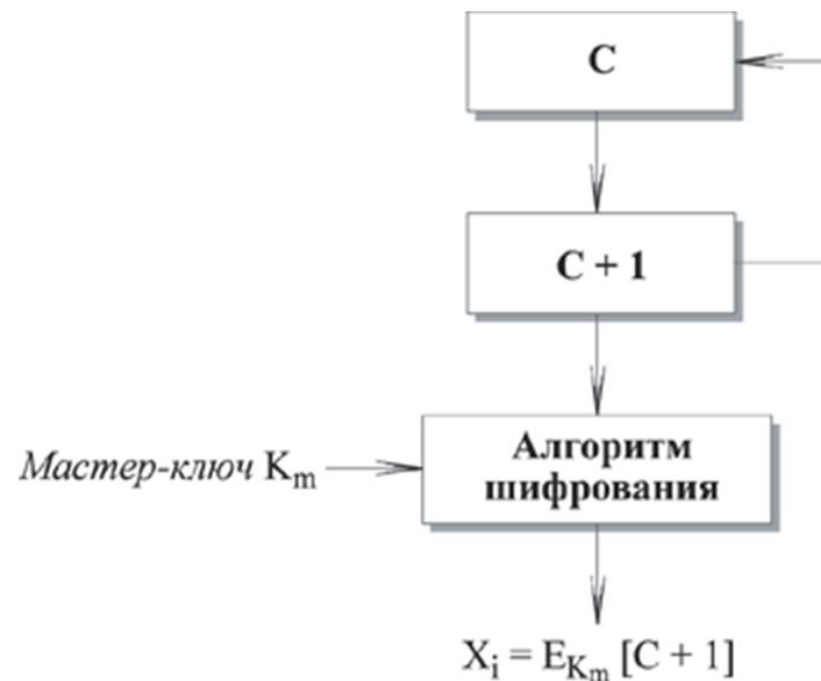 C
C + 1
Алгоритм
шифрования
Мастер-ключ Km
Xi = EKm [C + 1]